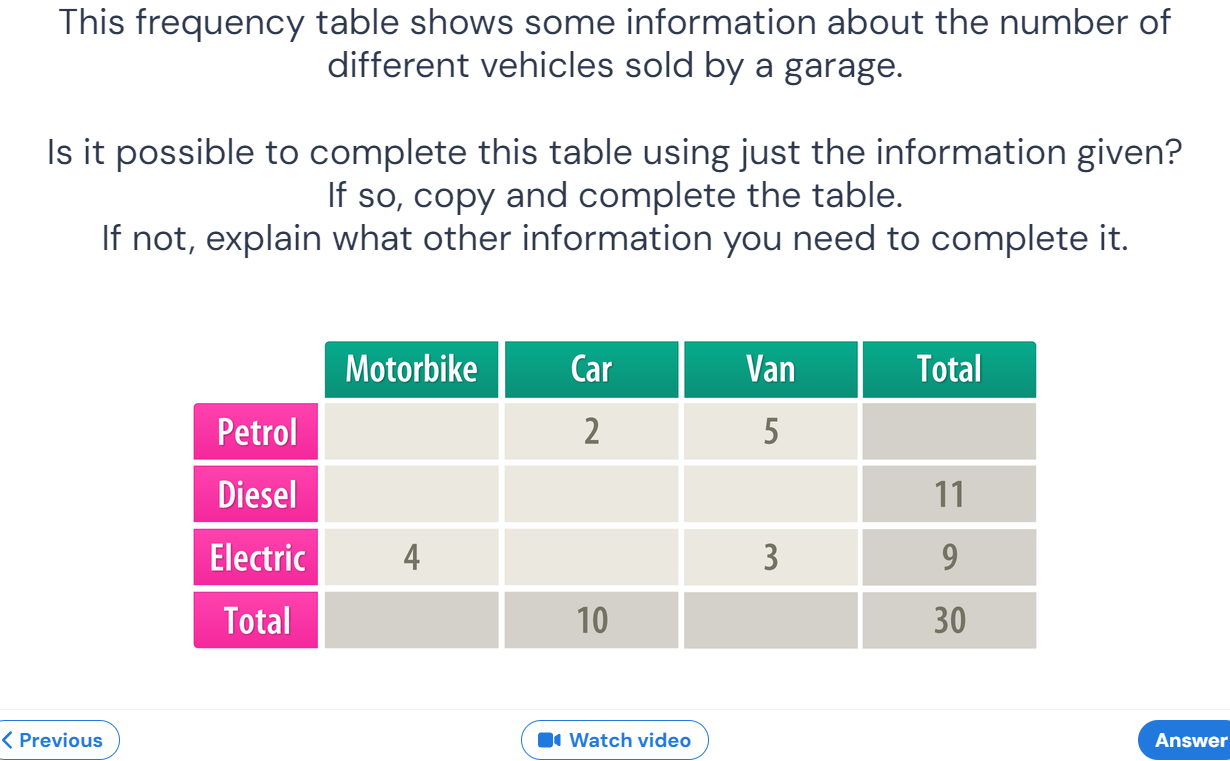 This frequency table shows some information about the number of
different vehicles sold by a garage.
Is it possible to complete this table using just the information given?
If so, copy and complete the table.
If not, explain what other information you need to complete it.
Motorbike Car Van Total
Petrol 2 5
Diesel 11
Electric 4 3 9
Total 10 30
Previous Watch video Answer